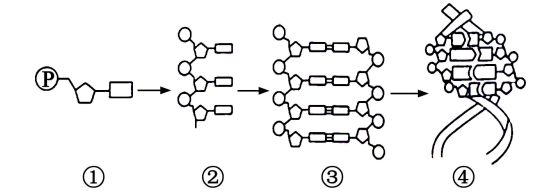 P
① ② ③ ④